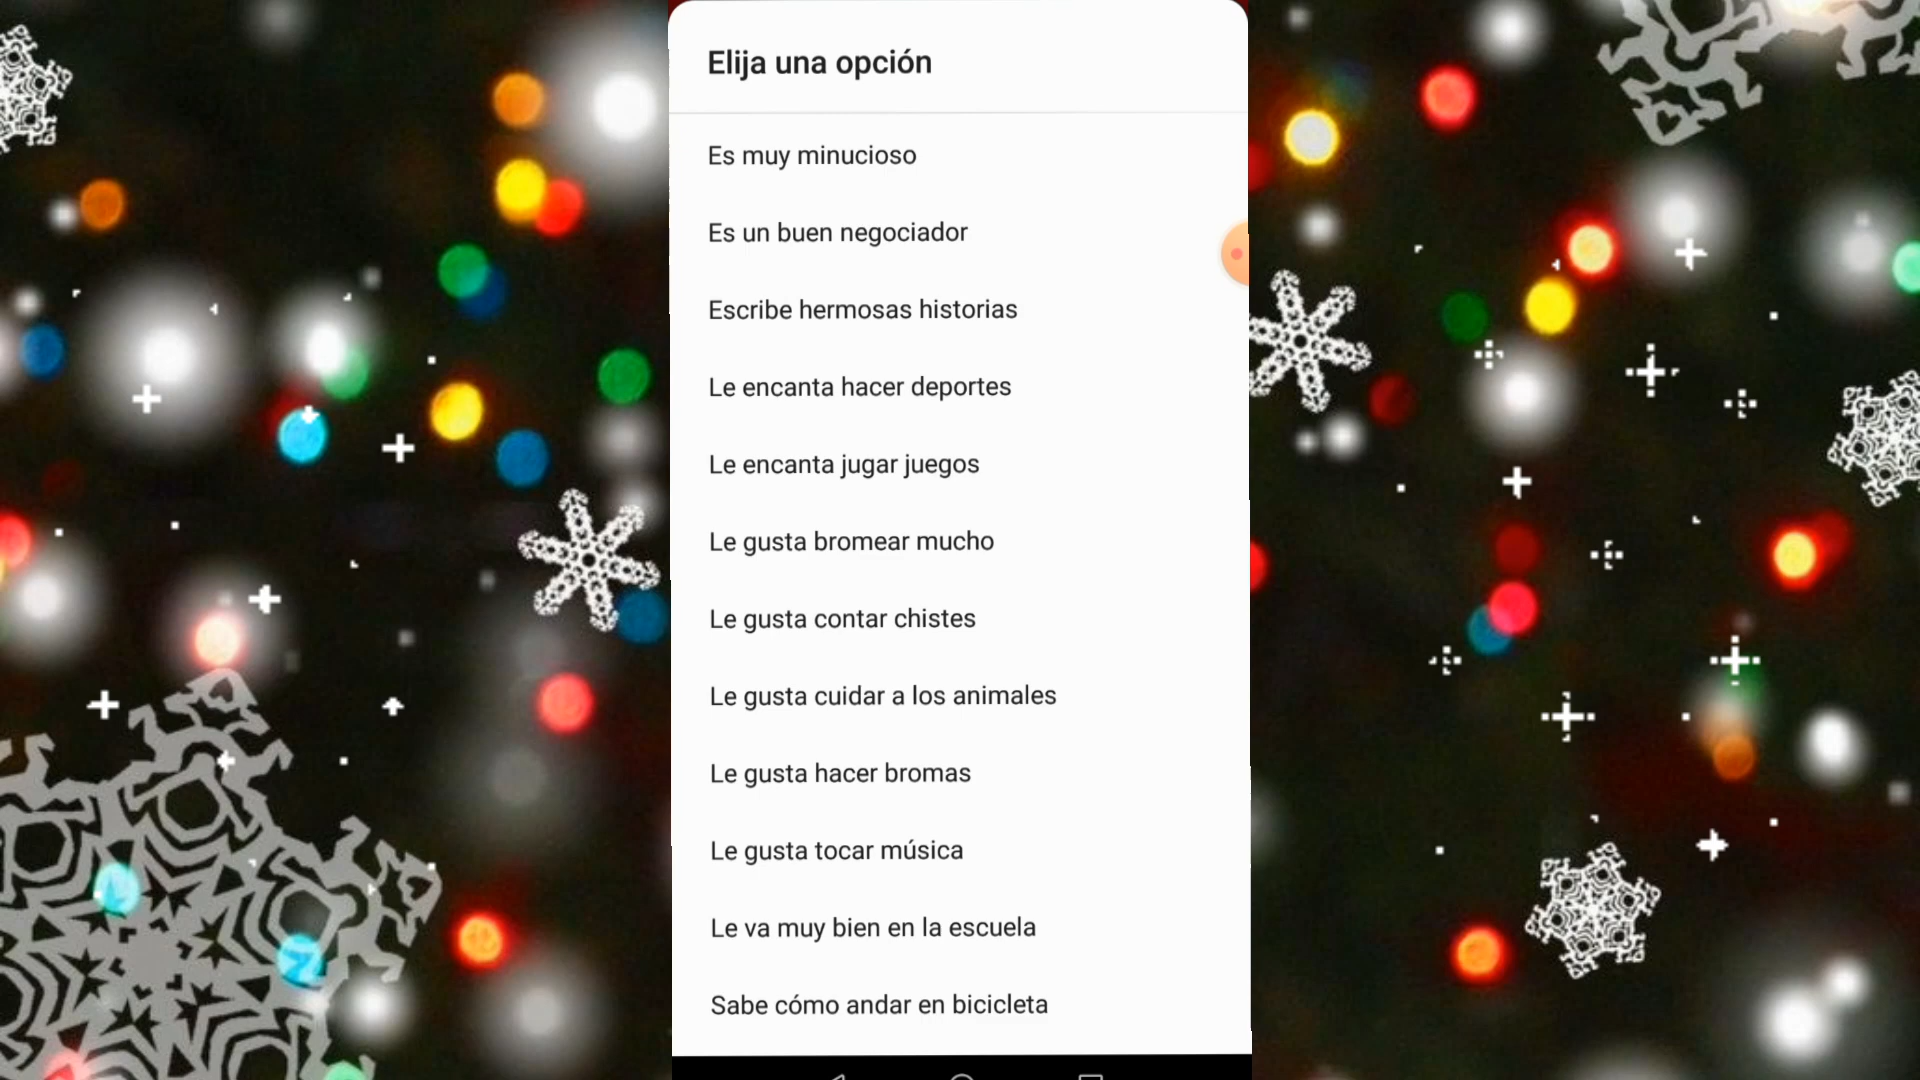 Elija una opción
Es muy minucioso
Es un buen negociador
Escribe hermosas historias
Le encanta hacer deportes
Le encanta jugar juegos
Le gusta bromear mucho
Le gusta contar chistes
Le gusta cuidar a los animales
Le gusta hacer bromas
Le gusta tocar música
Le va muy bien en la escuela
Sabe cómo andar en bicicleta